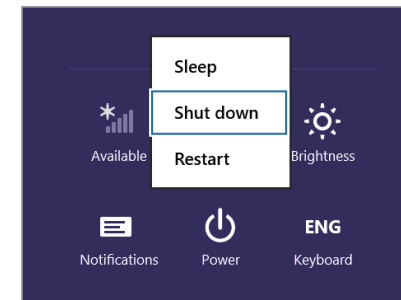 Sleep
Shut down
Restart
Available
Brightness
ENG
Notifications
Power
Keyboard